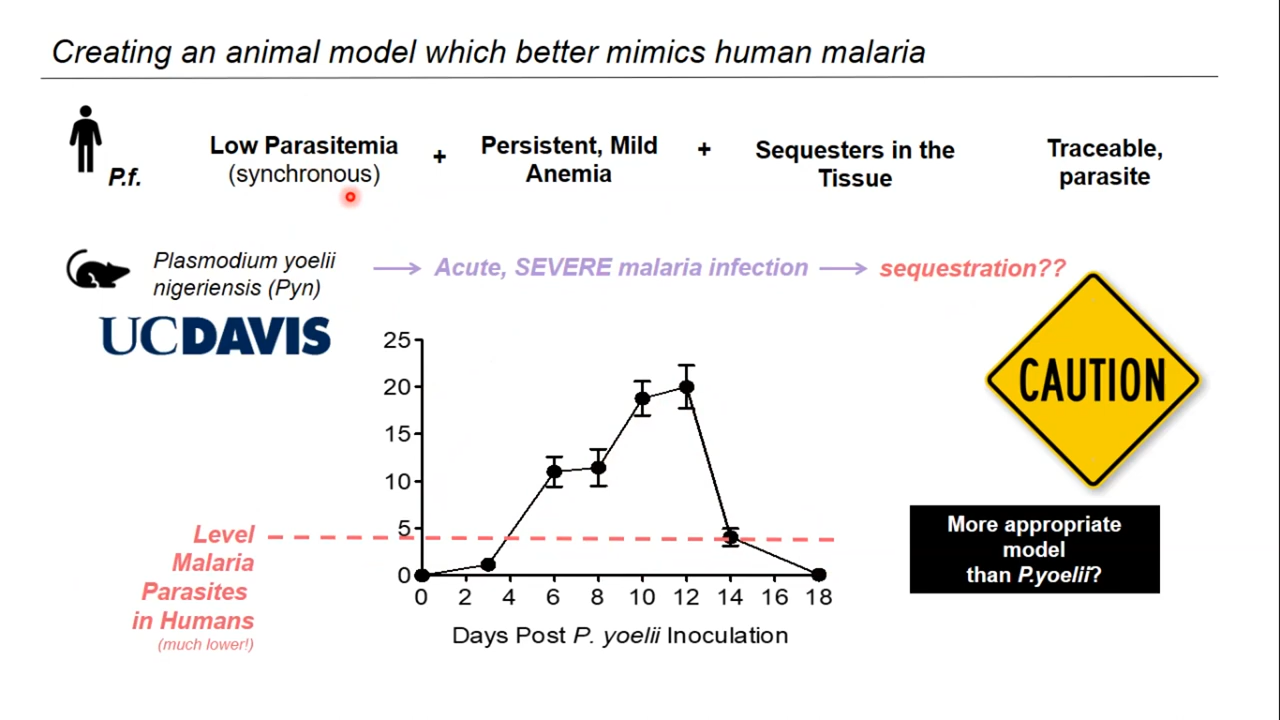 Creating an animal model which better mimics human malaria
P.f.
Low Parasitemia
(synchronous)
+
Persistent, Mild
Anemia
+
Sequesters in the
Tissue
Traceable,
parasite
Plasmodium yoelii
nigeriensis (Pyn)
Acute, SEVERE malaria infection
sequestration??
UCDAVIS
CAUTION
25
20
15
10
5
0
0 2 4 6 8 10 12 14 16 18
Days Post P. yoelii Inoculation
Level
Malaria
Parasites
in Humans
(much lower!)
More appropriate
model
than P.yoelii?